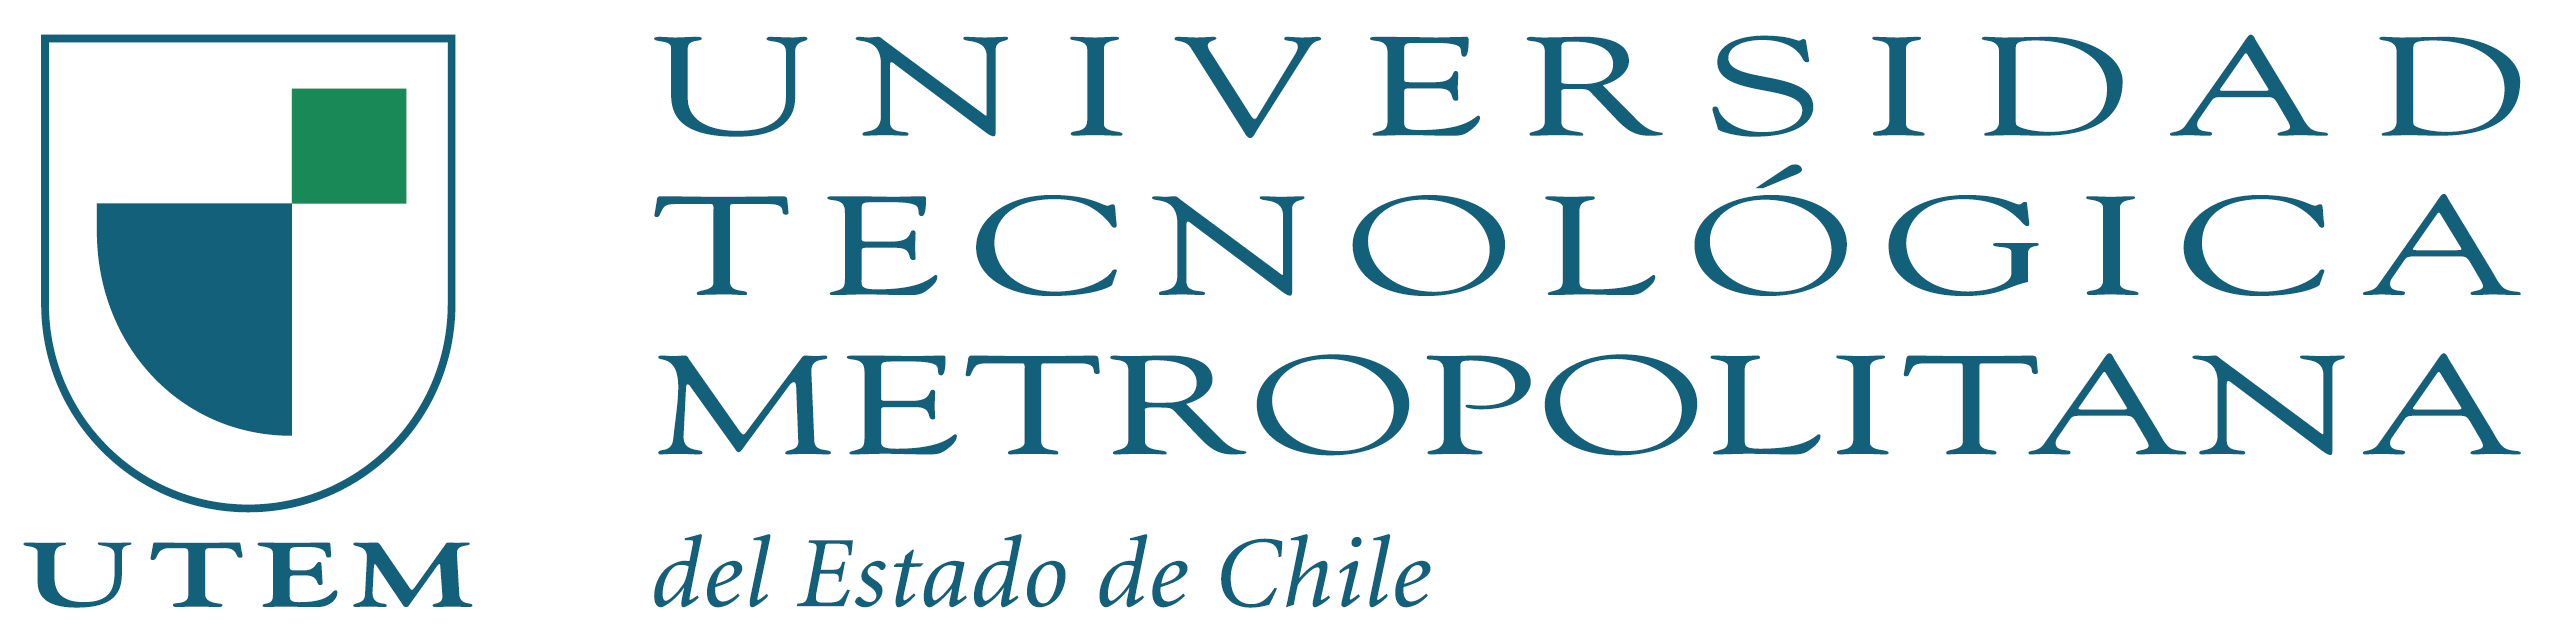 UTEM
UNIVERSIDAD
TECNOLÓGICA
METROPOLITANA
del Estado de Chile